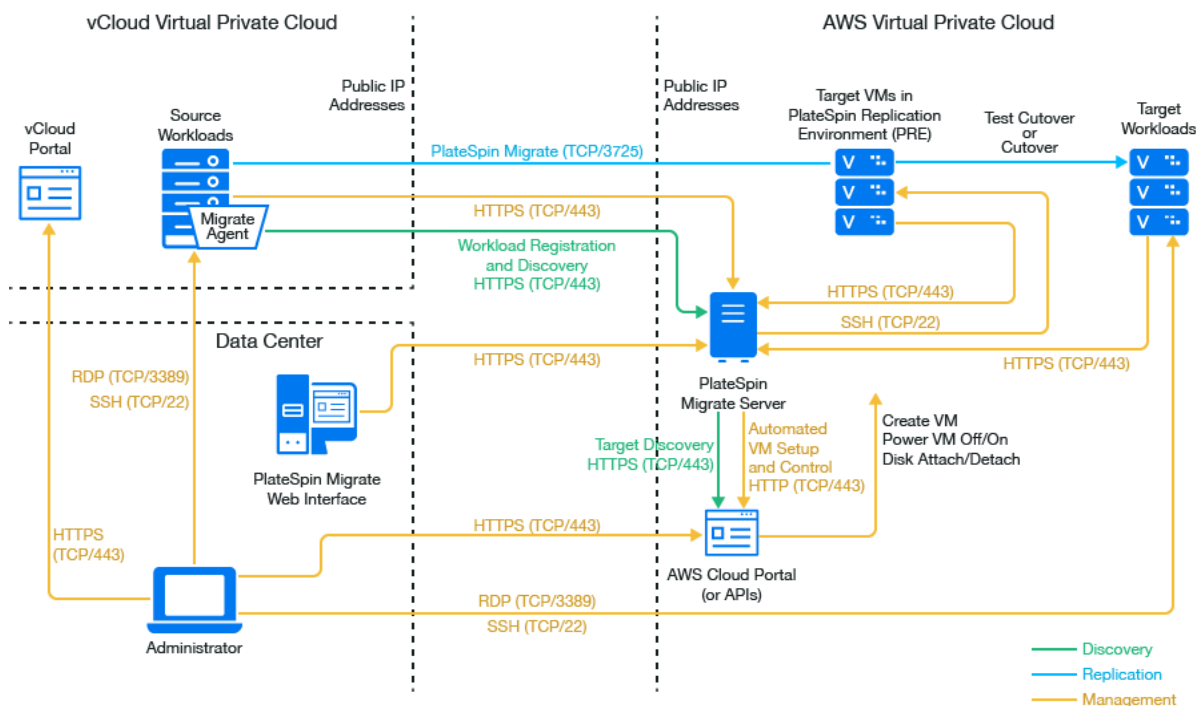 vCloud Virtual Private Cloud
AWS Virtual Private Cloud
Public IP
Addresses
Public IP
Addresses
vCloud
Portal
Source
Workloads
Migrate
Agent
Target VMs in
PlateSpin Replication
Environment (PRE)
Test Cutover
or
Cutover
Target
Workloads
PlateSpin Migrate (TCP/3725)
HTTPS (TCP/443)
Workload Registration
and Discovery
HTTPS (TCP/443)
HTTPS (TCP/443)
SSH (TCP/22)
HTTPS (TCP/443)
V
V
V
V
V
V
Data Center
RDP (TCP/3389)
SSH (TCP/22)
HTTPS (TCP/443)
PlateSpin Migrate
Web Interface
PlateSpin
Migrate Server
Target Discovery
HTTPS (TCP/443)
Automated
VM Setup
and Control
HTTP (TCP/443)
Create VM
Power VM Off/On
Disk Attach/Detach
HTTPS
(TCP/443)
HTTPS (TCP/443)
AWS Cloud Portal
(or APIs)
RDP (TCP/3389)
SSH (TCP/22)
Administrator
Discovery
Replication
Management